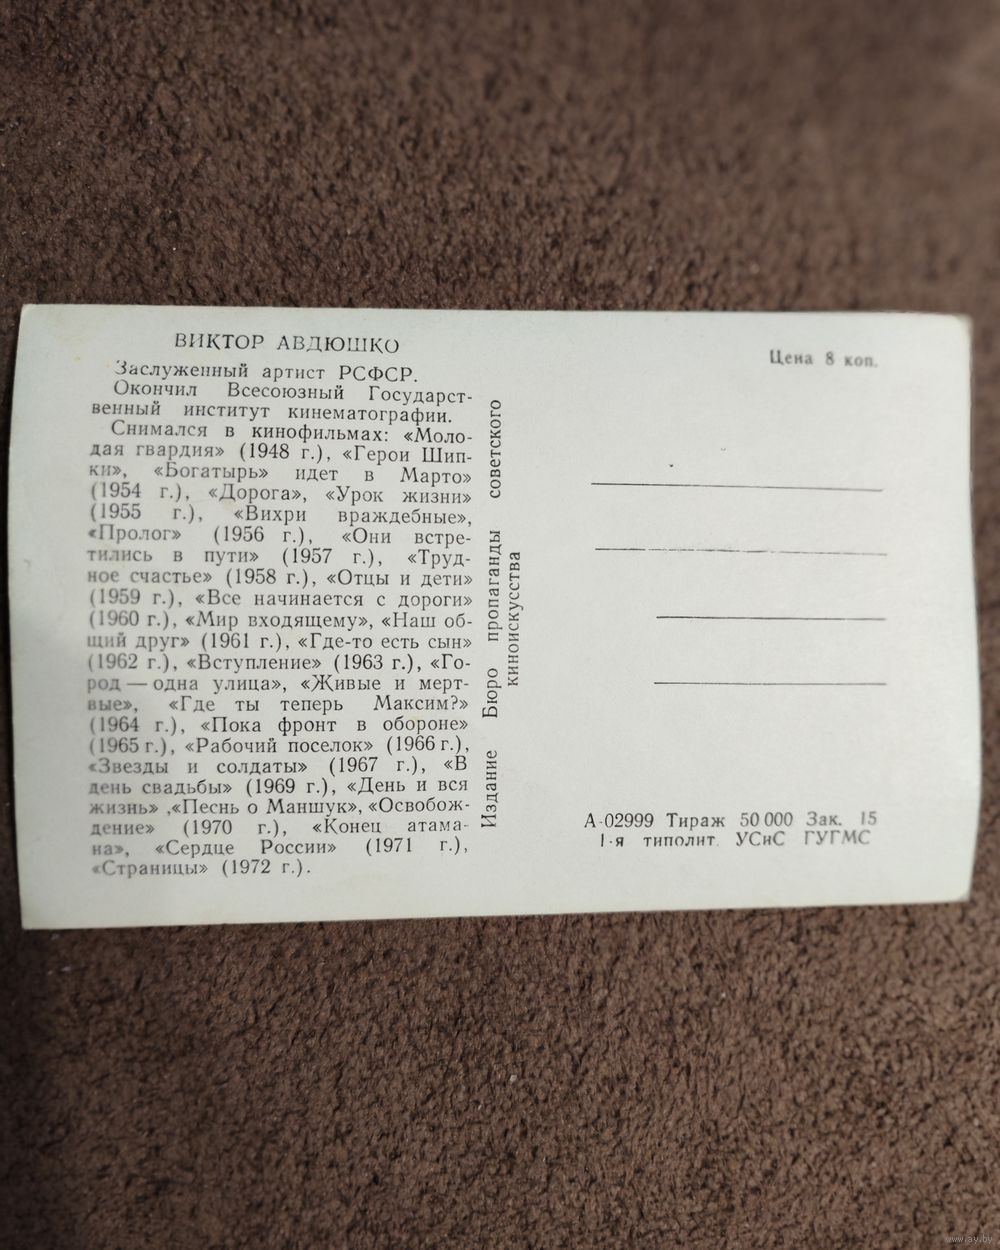 ВИКТОР АВДЮШКО
Заслуженный артист РСФСР.
Окончил Всесоюзный Государст-
венный институт кинематографии.
Снимался в кинофильмах: «Моло-
дая гвардия» (1948 г.), «Герои Шип-
ки», «Богатырь» идет в Марто»
(1954 г.), «Дорога», «Урок жизни»
(1955 г.), «Вихри враждебные»,
«Пролог» (1956 г.), «Они встре-
тились в пути» (1957 г.), «Труд-
ное счастье» (1958 г.), «Отцы и дети»
(1959 г.), «Все начинается с дороги»
(1960 г.), «Мир входящему», «Наш об-
щий друг» (1961 г.), «Где-то есть сын»
(1962 г.), «Вступление» (1963 г.), «Го-
род — одна улица», «Живые и мерт-
вые», «Где ты теперь Максим?»
(1964 г.), «Пока фронт в обороне»
(1965 г.), «Рабочий поселок» (1966 г.),
«Звезды и солдаты» (1967 г.), «В
день свадьбы» (1969 г.), «День и вся
жизнь» ,«Песнь о Маншук», «Освобож-
дение» (1970 г.), «Конец атама-
на», «Сердце России» (1971 г.),
«Страницы» (1972 г.).
Издание Бюро пропаганды советского
киноискусства
Цена 8 коп.
А-02999 Тираж 50 000 Зак. 15
1-я типолит. УСиС ГУГМС
www.ay.by